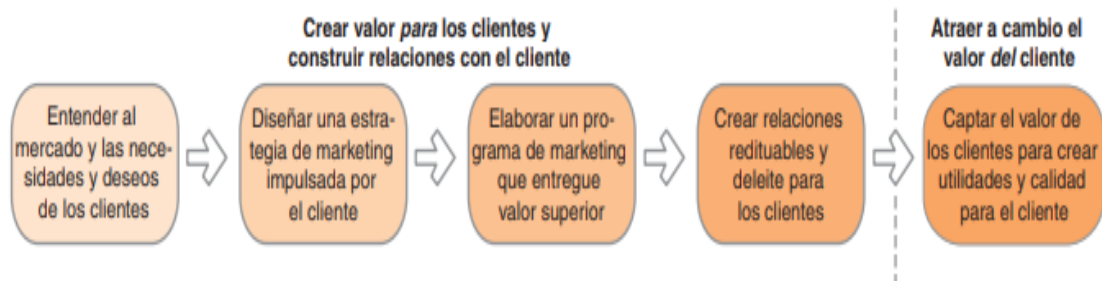 Crear valor para los clientes y
construir relaciones con el cliente
Atraer a cambio el
valor del cliente
Entender al
mercado y las nece-
sidades y deseos
de los clientes
Diseñar una estra-
tegia de marketing
impulsada por
el cliente
Elaborar un pro-
grama de marketing
que entregue
valor superior
Crear relaciones
redituables y
deleite para
los clientes
Captar el valor de
los clientes para crear
utilidades y calidad
para el cliente